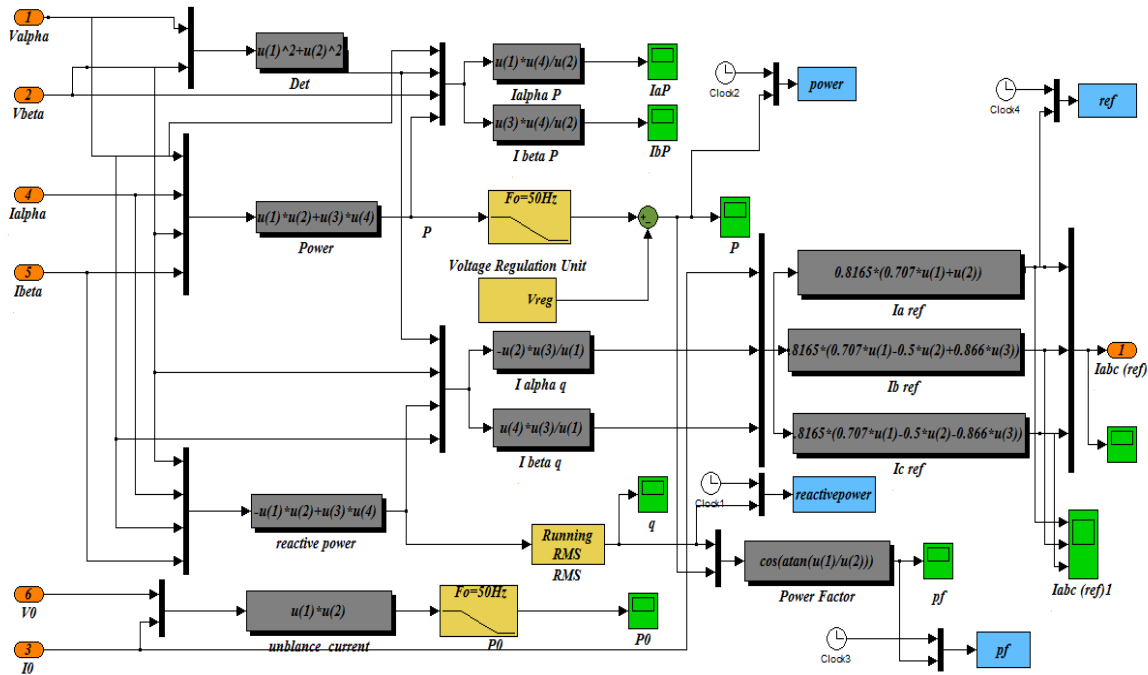 1
Valpha
2
Vbeta
4
Ialpha
5
Ibeta
6
V0
3
I0
u(1)^2+u(2)^2
Det
u(1)*u(2)+u(3)*u(4)
Power
P
-u(1)*u(2)+u(3)*u(4)
reactive power
u(1)*u(2)
unblance current
u(1)*u(4)/u(2)
Ialpha P
u(3)*u(4)/u(2)
I beta P
IaP
IbP
Fo=50Hz
Voltage Regulation Unit
Vreg
-u(2)*u(3)/u(1)
I alpha q
u(4)*u(3)/u(1)
I beta q
Running
RMS
RMS
Fo=50Hz
P0
P0
q
P
Clock2
power
Clock4
ref
0.8165*(0.707*u(1)+u(2))
Ia ref
.8165*(0.707*u(1)-0.5*u(2)+0.866*u(3))
Ib ref
.8165*(0.707*u(1)-0.5*u(2)-0.866*u(3))
Ic ref
1
Iabc (ref)
Clock1
reactivepower
cos(atan(u(1)/u(2)))
Power Factor
pf
Iabc (ref)1
Clock3
pf